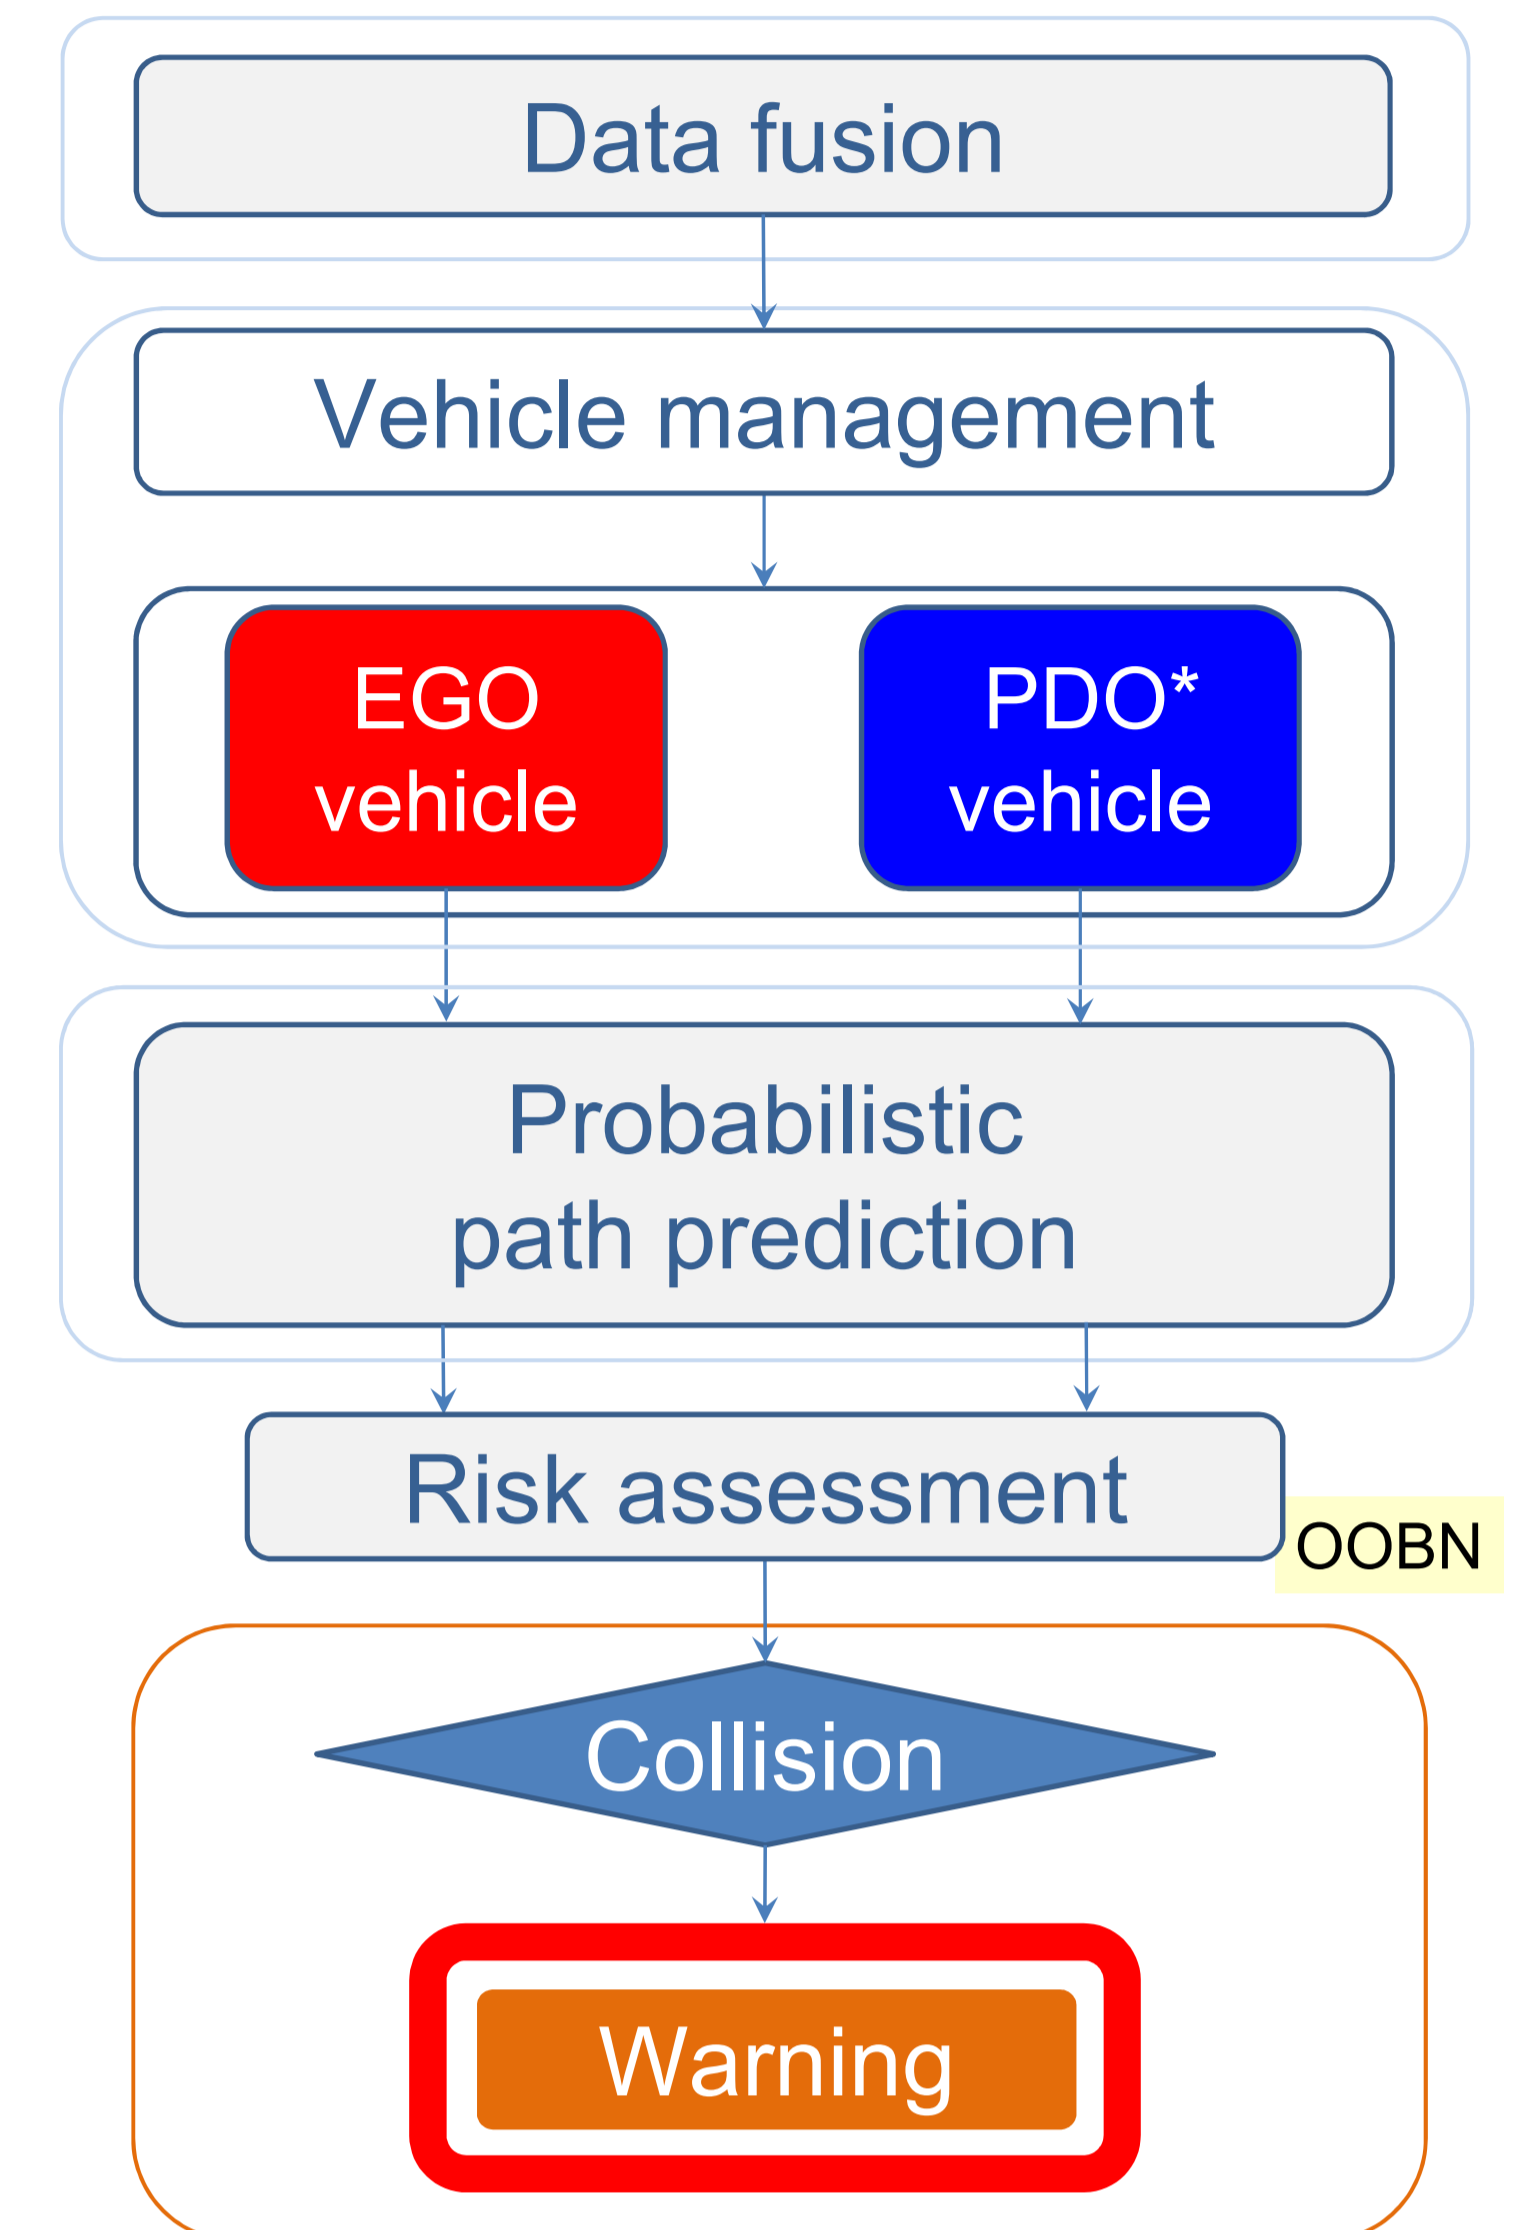 Data fusion
Vehicle management
EGO
vehicle
PDO*
vehicle
Probabilistic
path prediction
Risk assessment
OOBN
Collision
Warning